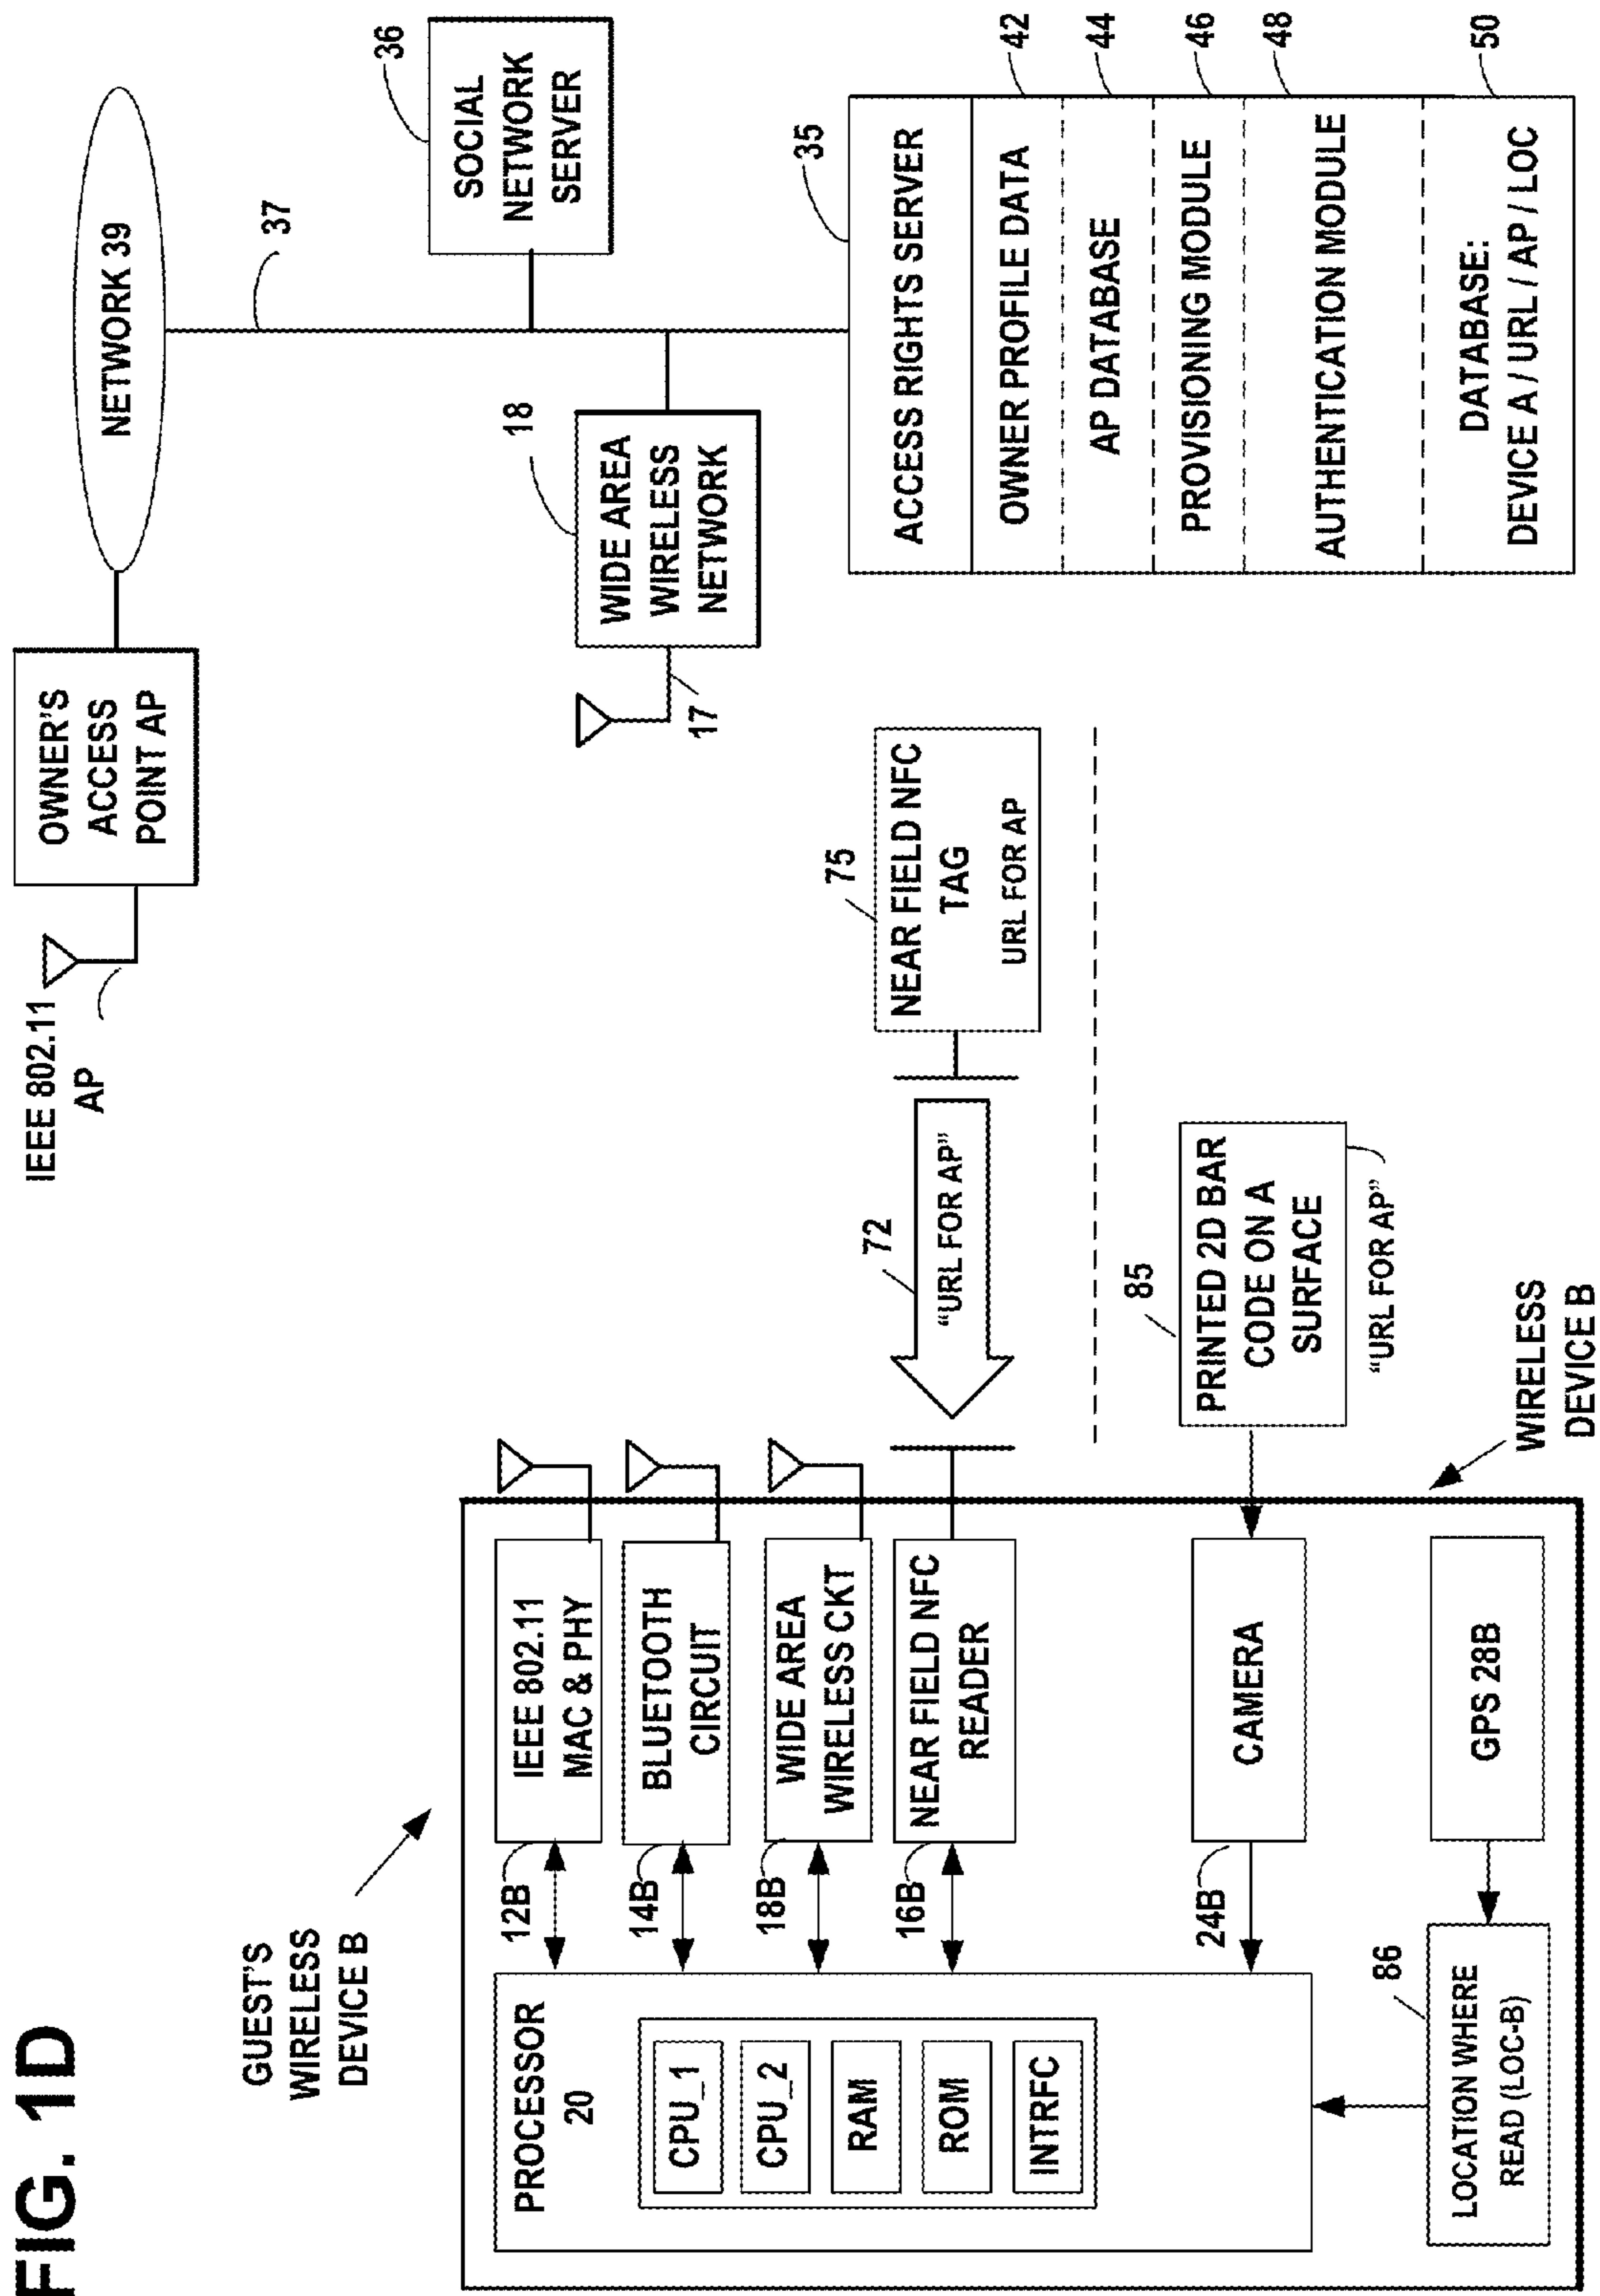 FIG. 1D
GUEST'S
WIRELESS
DEVICE B
PROCESSOR
20
CPU_1
CPU_2
RAM
ROM
INTRFC
12B
14B
18B
16B
24B
IEEE 802.11
MAC & PHY
BLUETOOTH
CIRCUIT
WIDE AREA
WIRELESS CKT
NEAR FIELD NFC
READER
CAMERA
GPS 28B
86
LOCATION WHERE
READ (LOC-B)
WIRELESS
DEVICE B
72
"URL FOR AP"
75
NEAR FIELD NFC
TAG
URL FOR AP
85
PRINTED 2D BAR
CODE ON A
SURFACE
"URL FOR AP"
IEEE 802.11
AP
OWNER'S
ACCESS
POINT AP
NETWORK 39
37
36
SOCIAL
NETWORK
SERVER
17
18
WIDE AREA
WIRELESS
NETWORK
35
ACCESS RIGHTS SERVER
OWNER PROFILE DATA
42
AP DATABASE
44
PROVISIONING MODULE
46
AUTHENTICATION MODULE
48
DATABASE:
DEVICE A / URL / AP / LOC
50